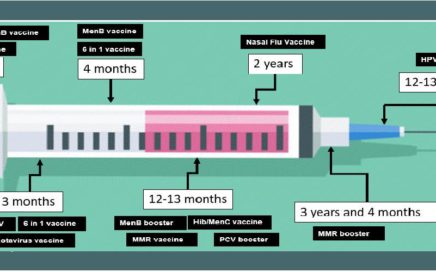 B vaccine
MenB vaccine
6 in 1 vaccine
4 months
Nasal Flu Vaccine
2 years
HPV
12-13
3 months
6 in 1 vaccine
otavirus vaccine
12-13 months
MenB booster
Hib/MenC vaccine
MMR vaccine
PCV booster
3 years and 4 months
MMR booster